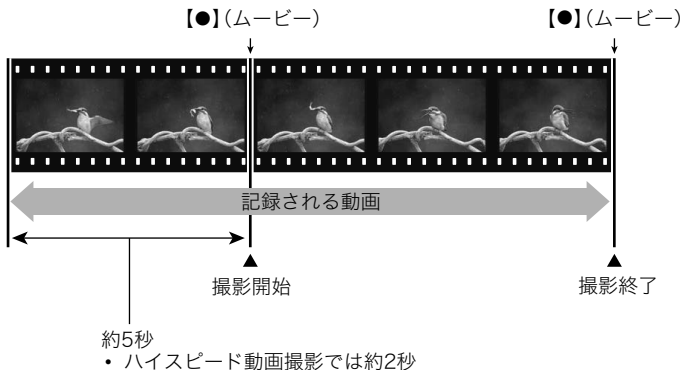 【●】（ムービー）
【●】（ムービー）
記録される動画
撮影開始
撮影終了
約5秒
• ハイスピード動画撮影では約2秒